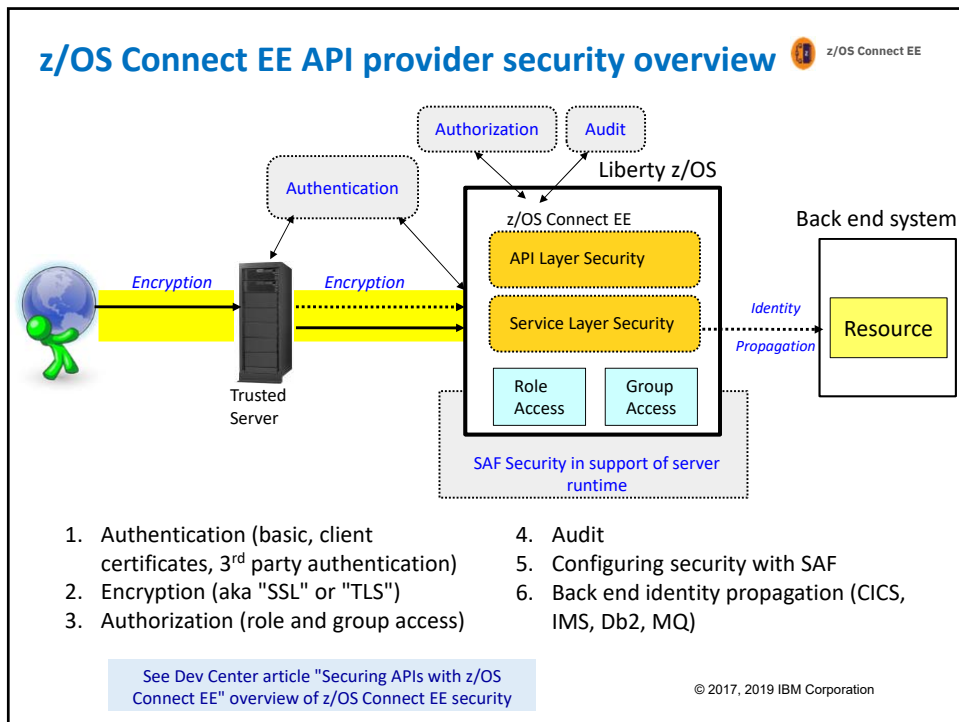 z/OS Connect EE API provider security overview
z/OS Connect EE
Authorization
Audit
Liberty z/OS
Authentication
z/OS Connect EE
Back end system
API Layer Security
Encryption
Encryption
Service Layer Security
Identity
Propagation
Resource
Trusted
Server
Role
Access
Group
Access
SAF Security in support of server
runtime
1. Authentication (basic, client
certificates, 3rd party authentication)
2. Encryption (aka "SSL" or "TLS")
3. Authorization (role and group access)
4. Audit
5. Configuring security with SAF
6. Back end identity propagation (CICS,
IMS, Db2, MQ)
See Dev Center article "Securing APIs with z/OS
Connect EE" overview of z/OS Connect EE security
© 2017, 2019 IBM Corporation